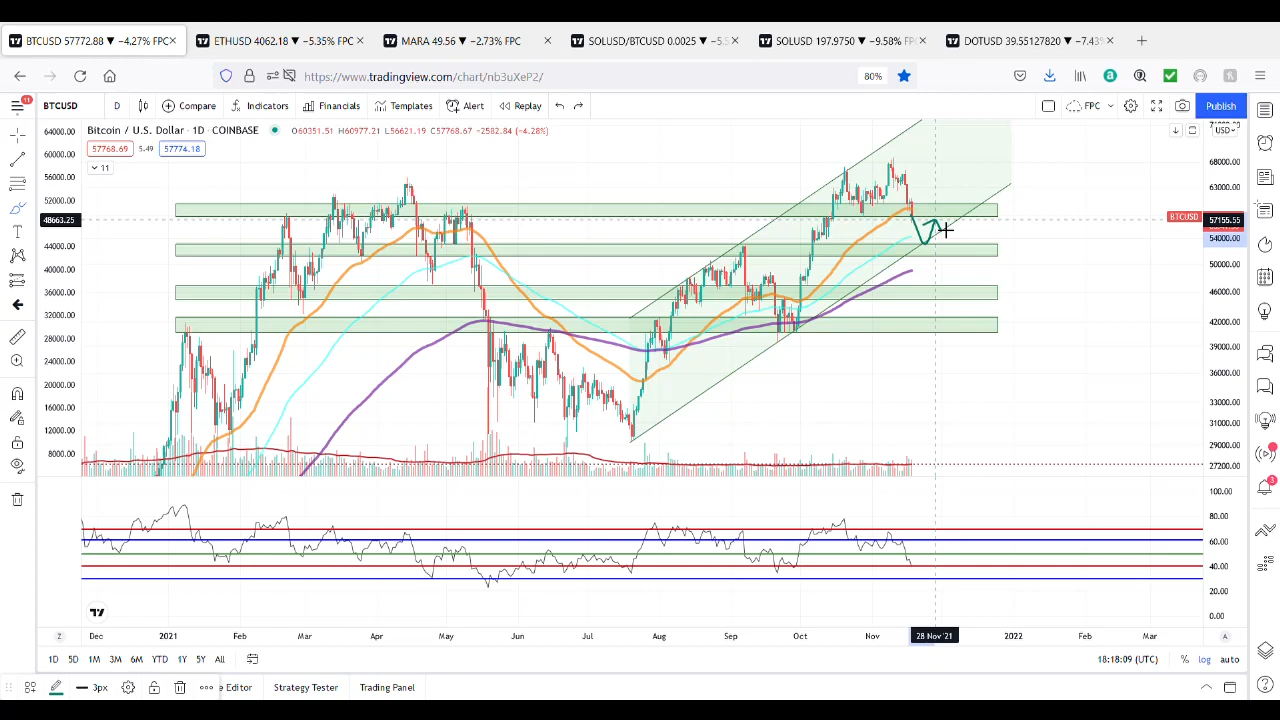 BTCUSD 57772.88 ▼ −4.27% FPC
ETHUSD 4062.18 ▼ −5.35% FPC
MARA 49.56 ▼ −2.73% FPC
SOLUSD/BTCUSD 0.0025 ▼
SOLUSD 197.9750 ▼ −9.58% FPC
DOTUSD 39.55127820 ▼ −7.43%
https://www.tradingview.com/chart/nb3uXeP2/
80%
11
BTCUSD D Compare Indicators Financials Templates Alert Replay FPC Publish
Bitcoin / U.S. Dollar · 1D · COINBASE O60351.51 H60977.21 L56621.19 C57768.67 −2582.84 (−4.28%)
57768.69 5.49 57774.18
11
USD
64000.00
60000.00
56000.00
52000.00
48663.25
44000.00
40000.00
36000.00
32000.00
28000.00
24000.00
20000.00
16000.00
12000.00
8000.00
68000.00
63000.00
BTCUSD
57155.55
54000.00
50000.00
46000.00
42000.00
39000.00
36000.00
33000.00
31000.00
29000.00
27200.00
100.00
80.00
60.00
40.00
20.00
0.00
3
Z Dec 2021 Feb Mar Apr May Jun Jul Aug Sep Oct Nov 28 Nov '21 2022 Feb Mar A
1D 5D 1M 3M 6M YTD 1Y 5Y All 18:18:09 (UTC) % log auto
3px Editor Strategy Tester Trading Panel